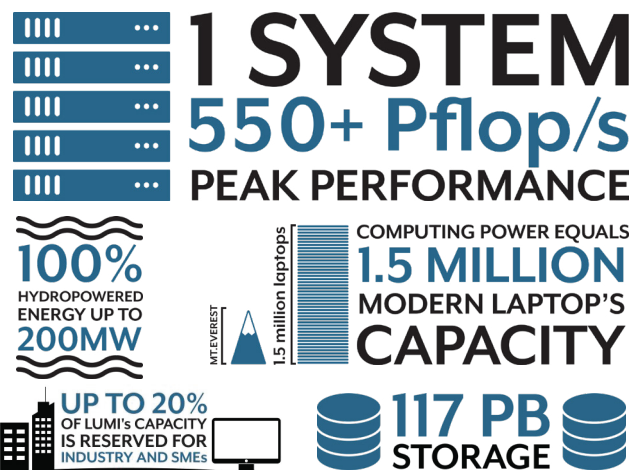 1 SYSTEM
550+ Pflop/s
PEAK PERFORMANCE
100%
HYDROPOWERED
ENERGY UP TO
200MW
MT.EVEREST
1.5 million laptops
COMPUTING POWER EQUALS
1.5 MILLION
MODERN LAPTOP'S
CAPACITY
UP TO 20%
OF LUMI's CAPACITY
IS RESERVED FOR
INDUSTRY AND SMEs
117 PB
STORAGE